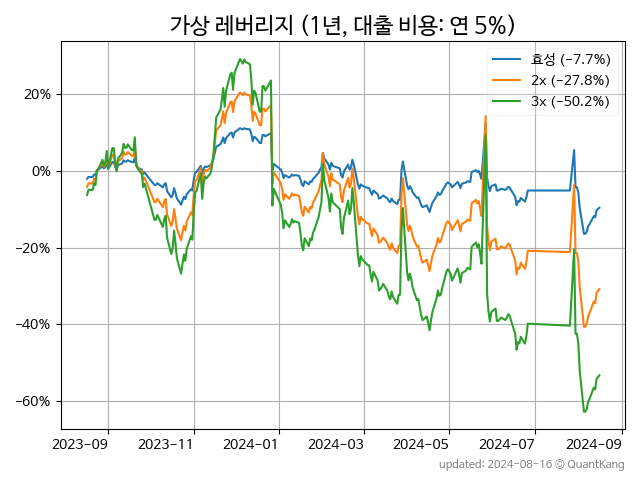 가상 레버리지 (1년, 대출 비용: 연 5%)
효성 (−7.7%)
2x (−27.8%)
3x (−50.2%)
20%
0%
−20%
−40%
−60%
2023-09 2023-11 2024-01 2024-03 2024-05 2024-07 2024-09
updated: 2024-08-16 © QuantKang